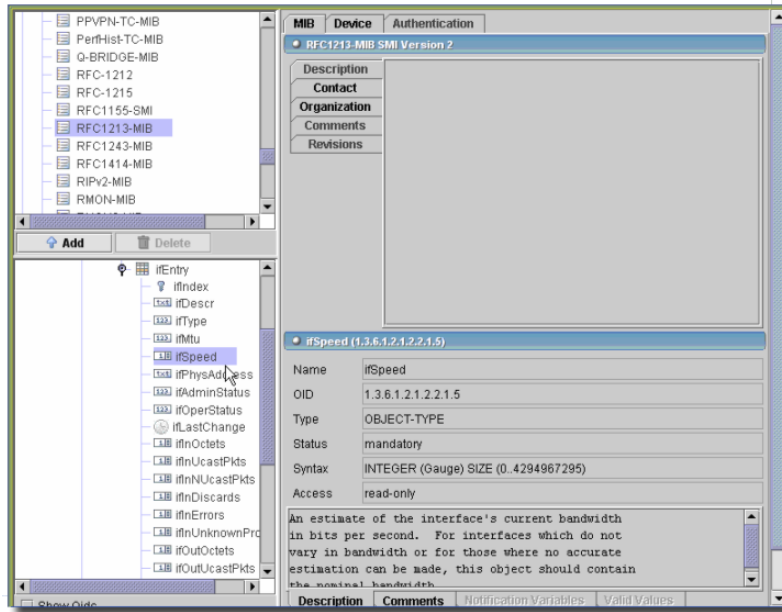 PPVPN-TC-MIB
PerfHist-TC-MIB
Q-BRIDGE-MIB
RFC-1212
RFC-1215
RFC1155-SMI
RFC1213-MIB
RFC1243-MIB
RFC1414-MIB
RIPv2-MIB
RMON-MIB
Add
Delete
ifEntry
ifIndex
ifDescr
ifType
ifMtu
ifSpeed
ifPhysAddress
ifAdminStatus
ifOperStatus
ifLastChange
ifInOctets
ifInUcastPkts
ifInNUcastPkts
ifInDiscards
ifInErrors
ifInUnknownPro
ifOutOctets
ifOutUcastPkts
Show Oids
MIB Device Authentication
RFC1213-MIB SMI Version 2
Description
Contact
Organization
Comments
Revisions
ifSpeed (1.3.6.1.2.1.2.2.1.5)
Name ifSpeed
OID 1.3.6.1.2.1.2.2.1.5
Type OBJECT-TYPE
Status mandatory
Syntax INTEGER (Gauge) SIZE (0..4294967295)
Access read-only
An estimate of the interface's current bandwidth
in bits per second. For interfaces which do not
vary in bandwidth or for those where no accurate
estimation can be made, this object should contain
the nominal bandwidth
Description Comments Notification Variables Valid Values